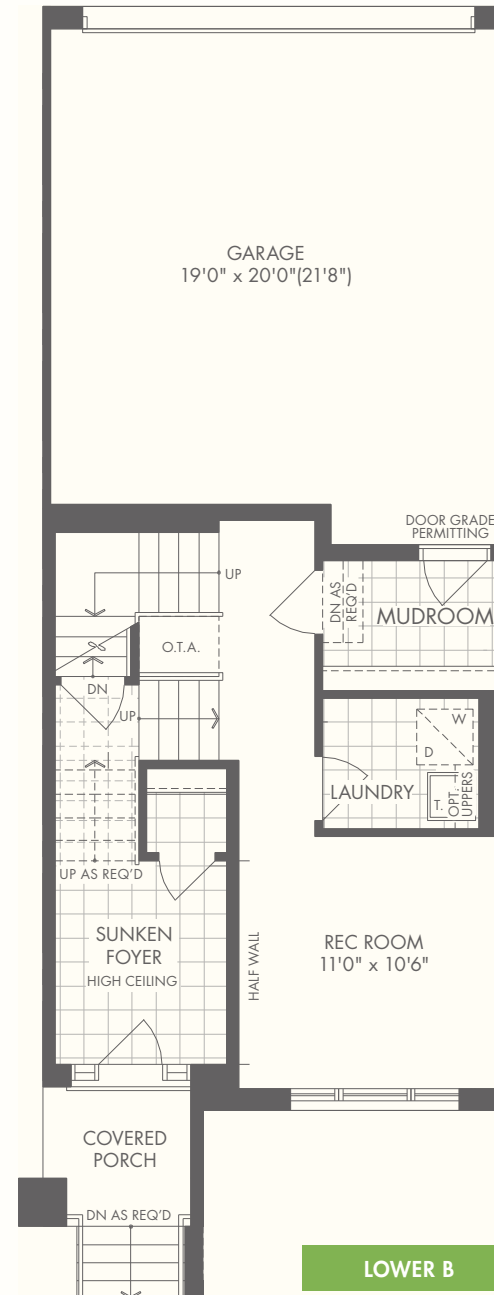 GARAGE
19'0" x 20'0"(21'8")
DOOR GRADE
PERMITTING
UP
DN AS
REQ'D
MUDROOM
O.T.A.
DN
UP
W
D
LAUNDRY
T.
OPT.
UPPERS
UP AS REQ'D
SUNKEN
FOYER
HIGH CEILING
HALF WALL
REC ROOM
11'0" x 10'6"
COVERED
PORCH
DN AS REQ'D
LOWER B